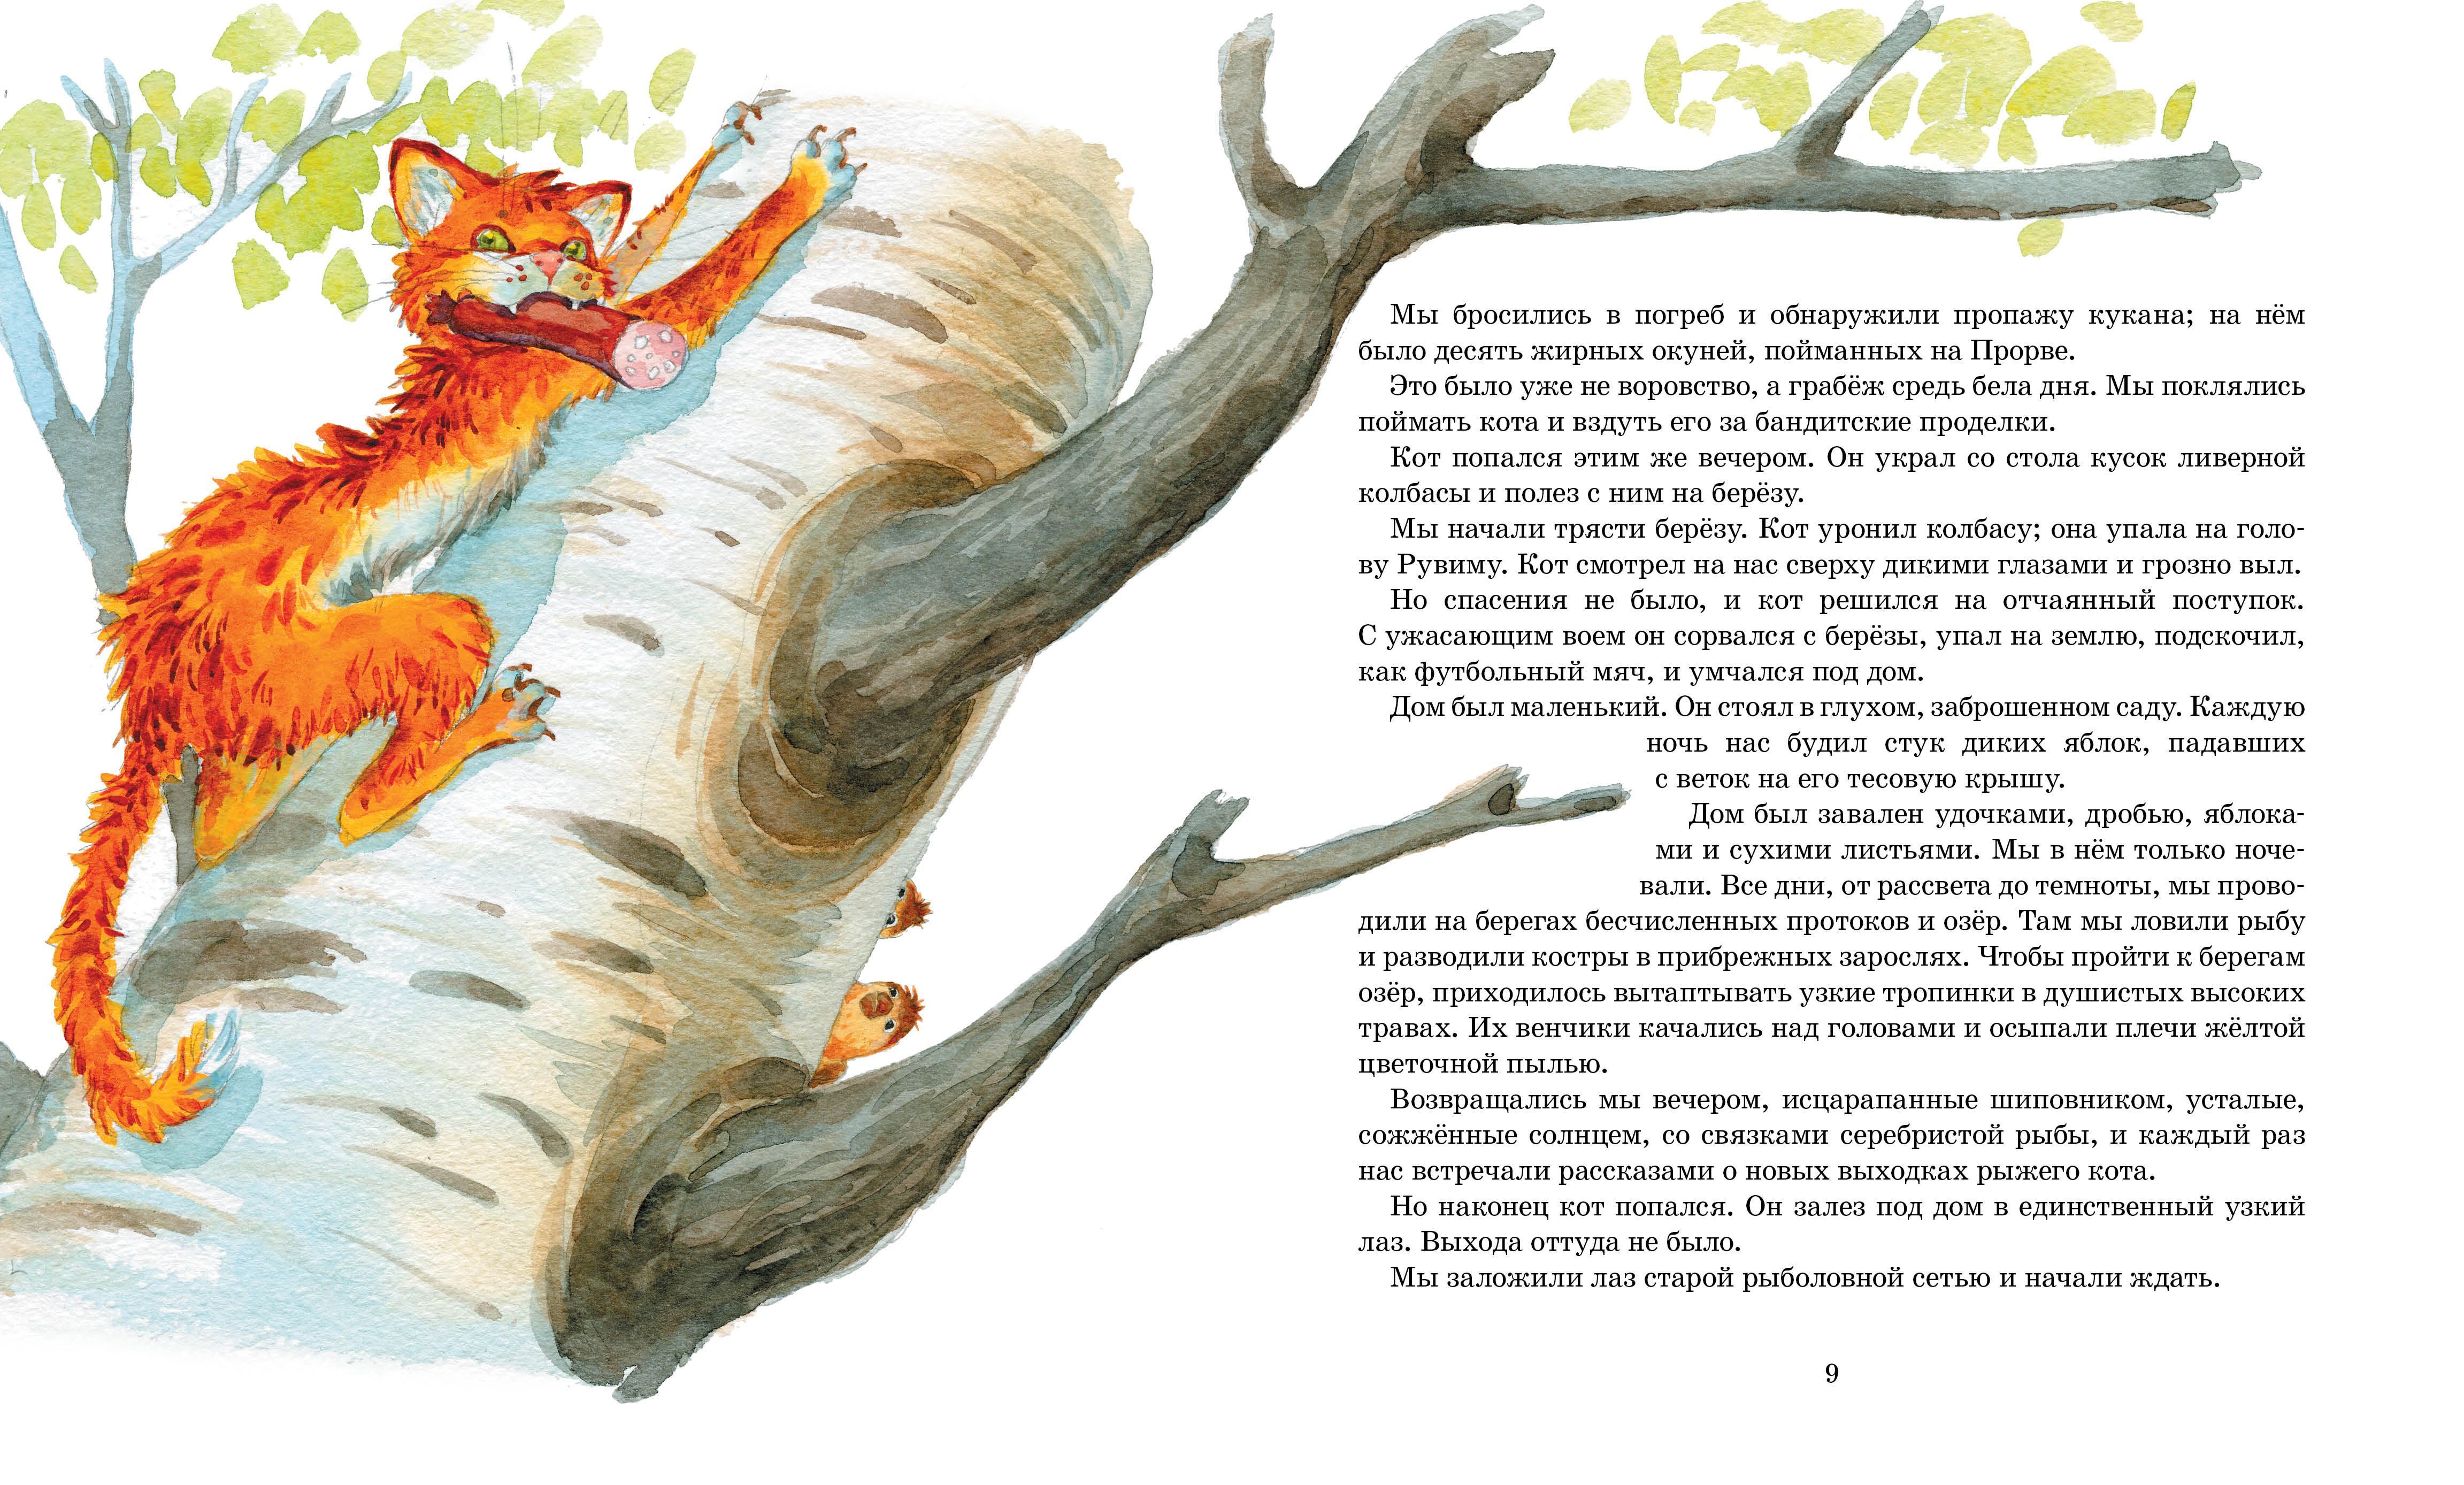 Мы бросились в погреб и обнаружили пропажу кукана; на нём
было десять жирных окуней, пойманных на Прорве.
Это было уже не воровство, а грабёж средь бела дня. Мы поклялись
поймать кота и вздуть его за бандитские проделки.
Кот попался этим же вечером. Он украл со стола кусок ливерной
колбасы и полез с ним на берёзу.
Мы начали трясти берёзу. Кот уронил колбасу; она упала на голо-
ву Рувиму. Кот смотрел на нас сверху дикими глазами и грозно выл.
Но спасения не было, и кот решился на отчаянный поступок.
С ужасающим воем он сорвался с берёзы, упал на землю, подскочил,
как футбольный мяч, и умчался под дом.
Дом был маленький. Он стоял в глухом, заброшенном саду. Каждую
ночь нас будил стук диких яблок, падавших
с веток на его тесовую крышу.
Дом был завален удочками, дробью, яблока-
ми и сухими листьями. Мы в нём только ноче-
вали. Все дни, от рассвета до темноты, мы прово-
дили на берегах бесчисленных протоков и озёр. Там мы ловили рыбу
и разводили костры в прибрежных зарослях. Чтобы пройти к берегам
озёр, приходилось вытаптывать узкие тропинки в душистых высоких
травах. Их венчики качались над головами и осыпали плечи жёлтой
цветочной пылью.
Возвращались мы вечером, исцарапанные шиповником, усталые,
сожжённые солнцем, со связками серебристой рыбы, и каждый раз
нас встречали рассказами о новых выходках рыжего кота.
Но наконец кот попался. Он залез под дом в единственный узкий
лаз. Выхода оттуда не было.
Мы заложили лаз старой рыболовной сетью и начали ждать.
9